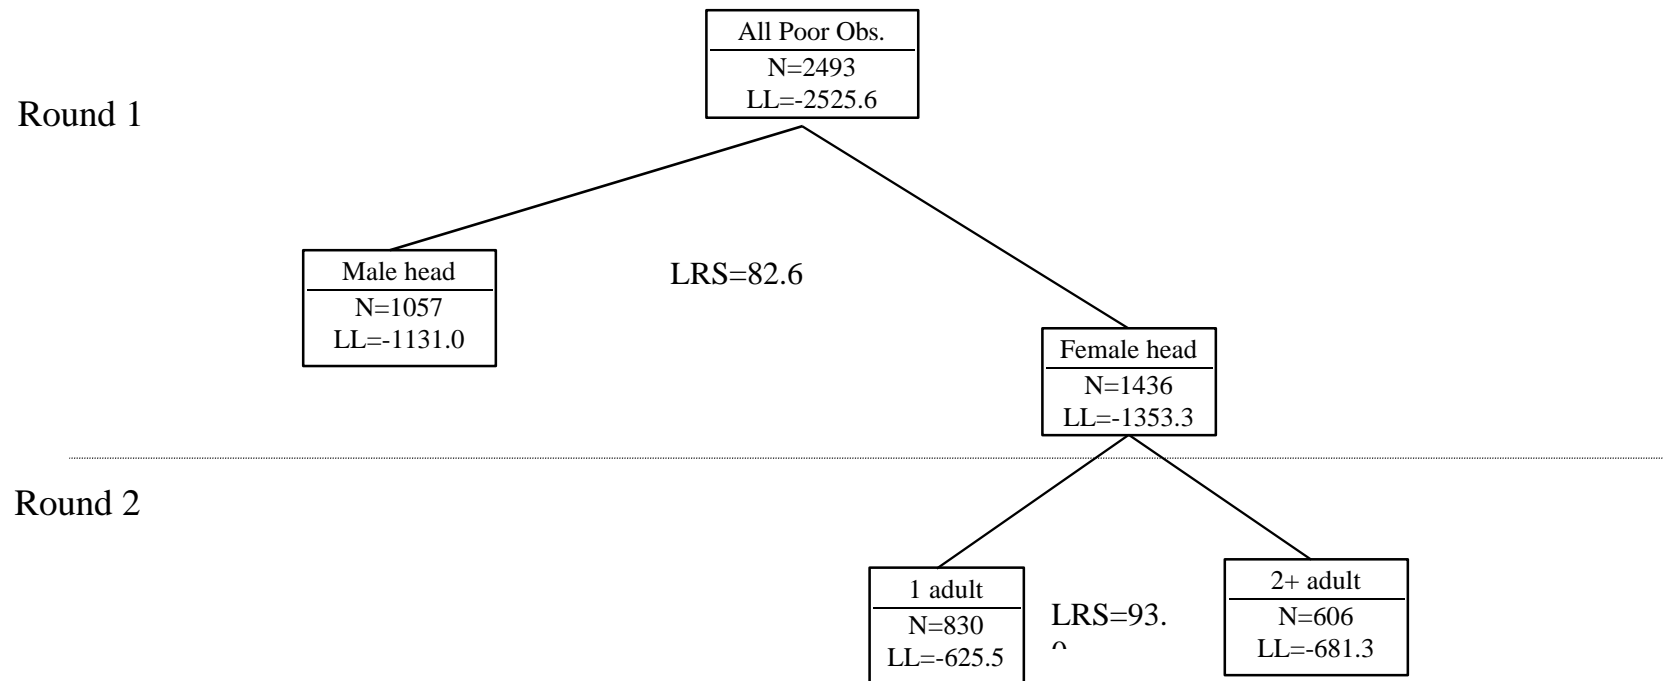 All Poor Obs.
N=2493
LL=-2525.6
Round 1
Male head
N=1057
LL=-1131.0
LRS=82.6
Female head
N=1436
LL=-1353.3
Round 2
1 adult
N=830
LL=-625.5
LRS=93.
2+ adult
N=606
LL=-681.3